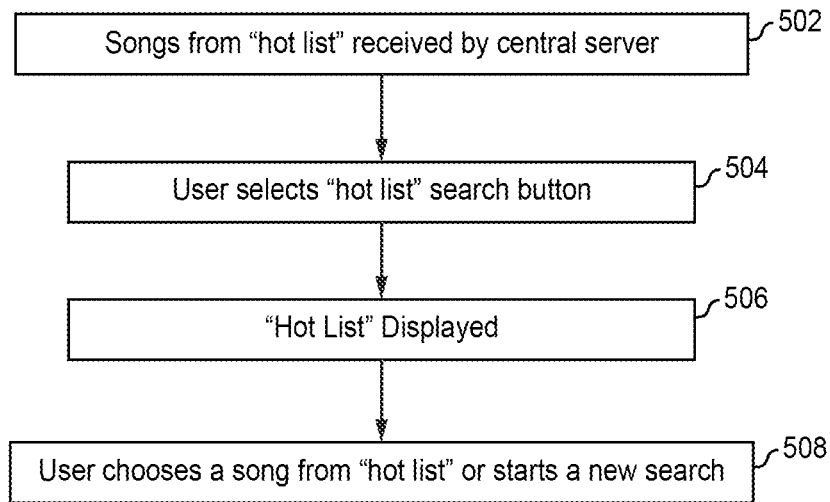 Songs from “hot list” received by central server
502
User selects “hot list” search button
504
“Hot List” Displayed
506
User chooses a song from “hot list” or starts a new search
508